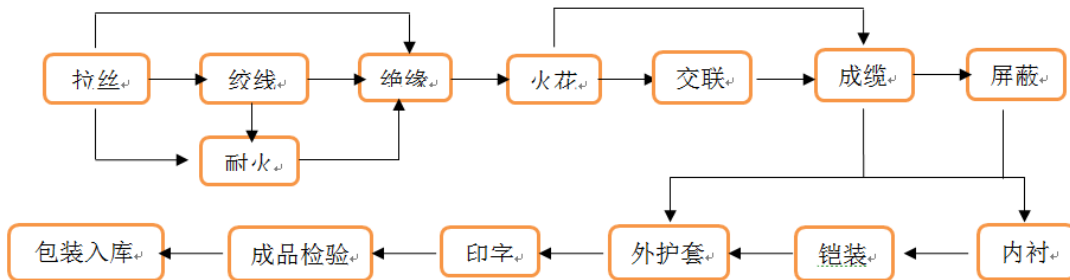 拉丝
绞线
绝缘
火花
交联
成缆
屏蔽
耐火
包装入库
成品检验
印字
外护套
铠装
内衬